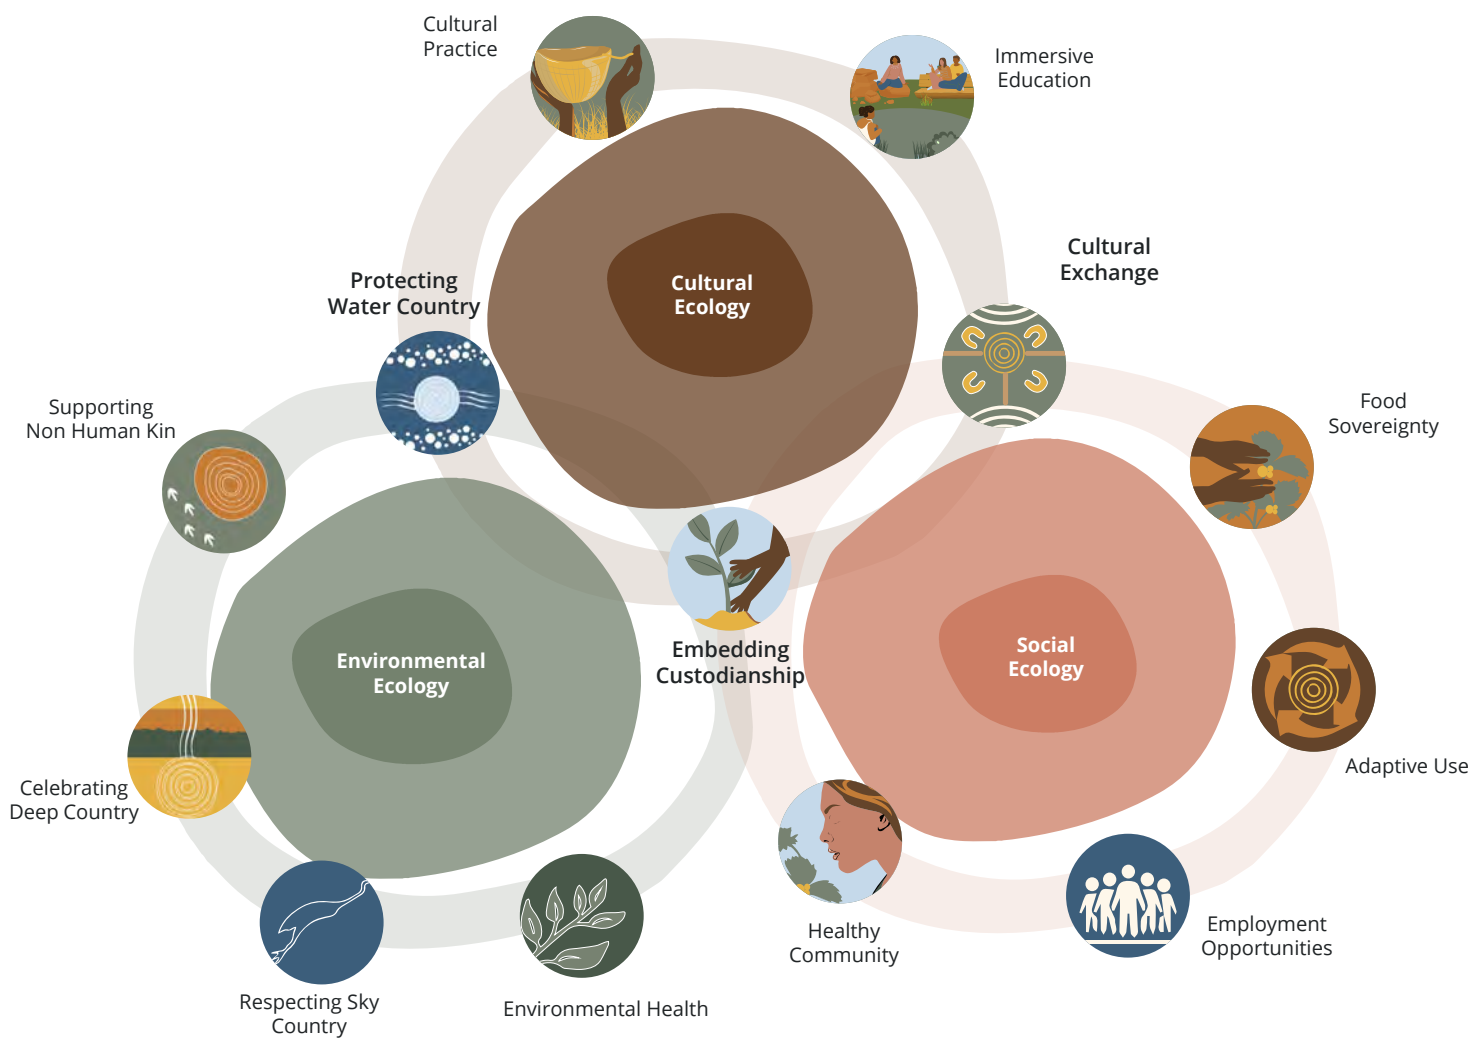 Cultural
Practice
Immersive
Education
Cultural
Exchange
Protecting
Water Country
Cultural
Ecology
Supporting
Non Human Kin
Food
Sovereignty
Environmental
Ecology
Embedding
Custodianship
Social
Ecology
Celebrating
Deep Country
Adaptive Use
Healthy
Community
Employment
Opportunities
Respecting Sky
Country
Environmental Health